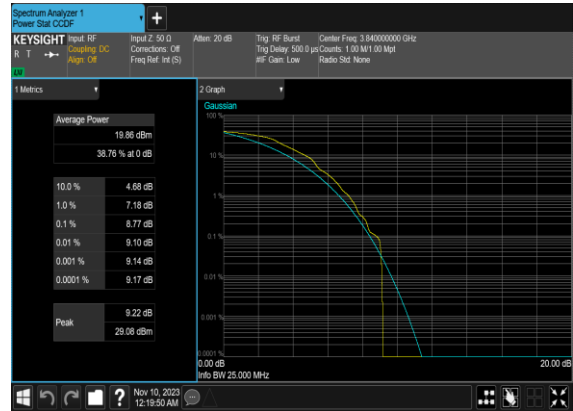 Spectrum Analyzer 1
Power Stat CCDF
+
KEYSIGHT
R T
LXI
Input: RF
Coupling: DC
Align: Off
Input Z: 50 Ω
Corrections: Off
Freq Ref: Int (S)
Atten: 20 dB
Trig: RF Burst
Trig Delay: 500.0 µs
#IF Gain: Low
Center Freq: 3.840000000 GHz
Counts: 1.00 M/1.00 Mpt
Radio Std: None
1 Metrics
Average Power
19.86 dBm
38.76 % at 0 dB
10.0 % 4.68 dB
1.0 % 7.18 dB
0.1 % 8.77 dB
0.01 % 9.10 dB
0.001 % 9.14 dB
0.0001 % 9.17 dB
Peak
9.22 dB
29.08 dBm
2 Graph
Gaussian
100 %
10 %
1 %
0.1 %
0.01 %
0.001 %
0.0001 %
0.00 dB
20.00 dB
Info BW 25.000 MHz
?
Nov 10, 2023
12:19:50 AM